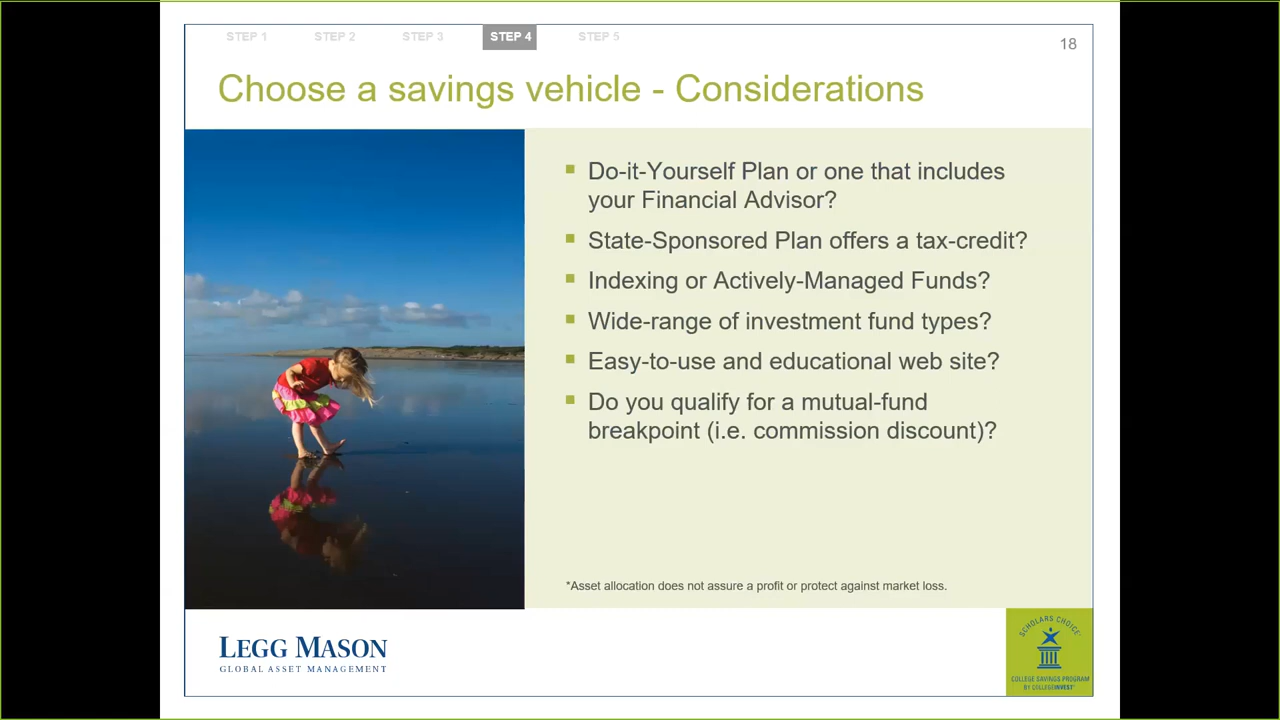 STEP 1 STEP 2 STEP 3 STEP 4 STEP 5
18
Choose a savings vehicle - Considerations
Do-it-Yourself Plan or one that includes
your Financial Advisor?
State-Sponsored Plan offers a tax-credit?
Indexing or Actively-Managed Funds?
Wide-range of investment fund types?
Easy-to-use and educational web site?
Do you qualify for a mutual-fund
breakpoint (i.e. commission discount)?
*Asset allocation does not assure a profit or protect against market loss.
LEGG MASON
GLOBAL ASSET MANAGEMENT
SCHOLARS CHOICE
COLLEGE SAVINGS PROGRAM
BY COLLEGEINVEST